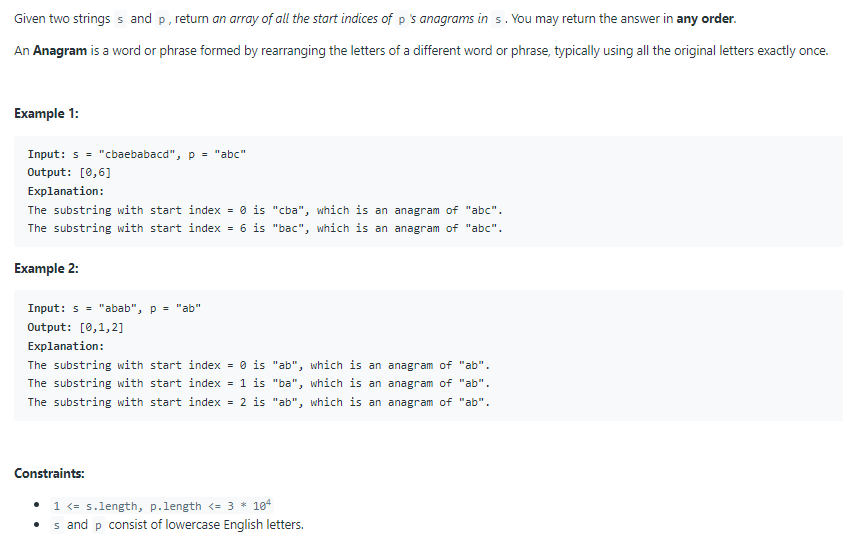 Given two strings s and p, return an array of all the start indices of p's anagrams in s. You may return the answer in any order.
An Anagram is a word or phrase formed by rearranging the letters of a different word or phrase, typically using all the original letters exactly once.
Example 1:
Input: s = "cbaebabacd", p = "abc"
Output: [0,6]
Explanation:
The substring with start index = 0 is "cba", which is an anagram of "abc".
The substring with start index = 6 is "bac", which is an anagram of "abc".
Example 2:
Input: s = "abab", p = "ab"
Output: [0,1,2]
Explanation:
The substring with start index = 0 is "ab", which is an anagram of "ab".
The substring with start index = 1 is "ba", which is an anagram of "ab".
The substring with start index = 2 is "ab", which is an anagram of "ab".
Constraints:
• 1 <= s.length, p.length <= 3 * 10⁴
• s and p consist of lowercase English letters.